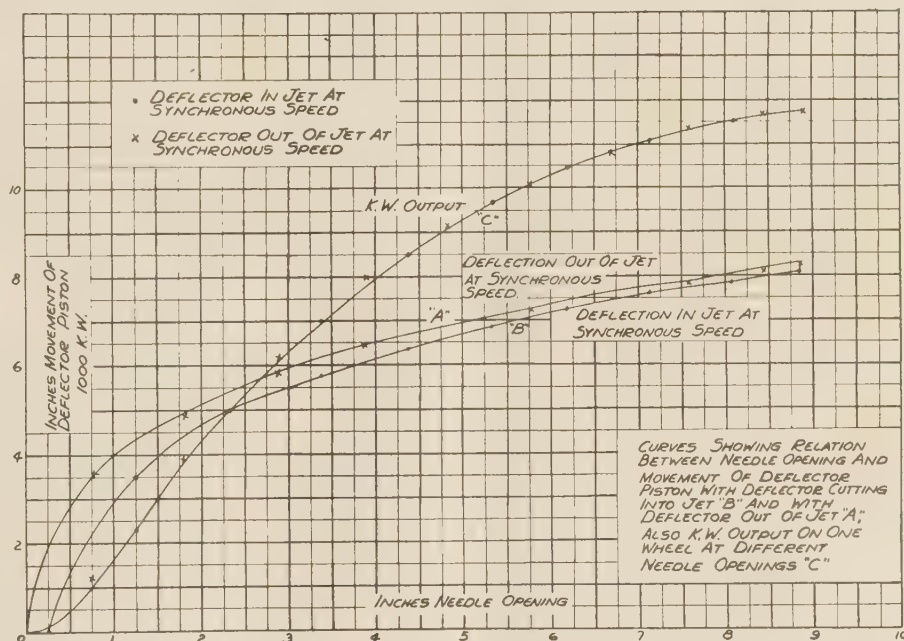 • DEFLECTOR IN JET AT
SYNCHRONOUS SPEED
x DEFLECTOR OUT OF JET AT
SYNCHRONOUS SPEED
K.W. OUTPUT
"C"
DEFLECTION OUT OF JET
AT SYNCHRONOUS
SPEED.
"A"
"B"
DEFLECTION IN JET AT
SYNCHRONOUS SPEED
INCHES MOVEMENT OF
DEFLECTOR PISTON
1000 K.W.
10
8
6
4
2
CURVES SHOWING RELATION
BETWEEN NEEDLE OPENING AND
MOVEMENT OF DEFLECTOR
PISTON WITH DEFLECTOR CUTTING
INTO JET "B" AND WITH
DEFLECTOR OUT OF JET "A",
ALSO K.W. OUTPUT ON ONE
WHEEL AT DIFFERENT
NEEDLE OPENINGS "C"
INCHES NEEDLE OPENING
0 1 2 3 4 5 6 7 8 9 10